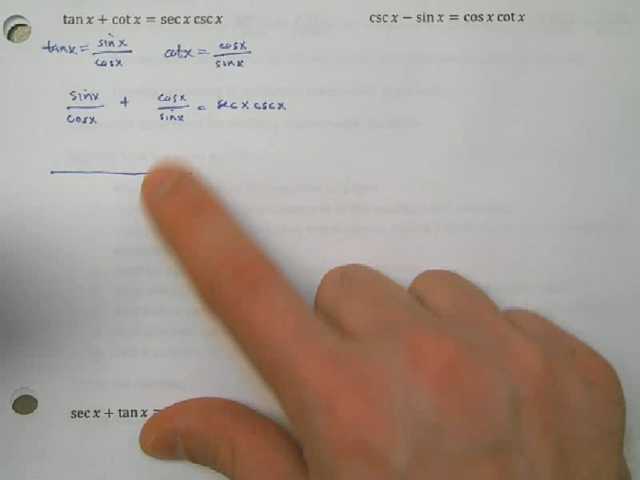 tan x + cot x = sec x csc x
csc x − sin x = cos x cot x
tanx = sinx/cosx cotx = cosx/sinx
sinx/cosx + cosx/sinx = secx cscx
sec x + tan x =